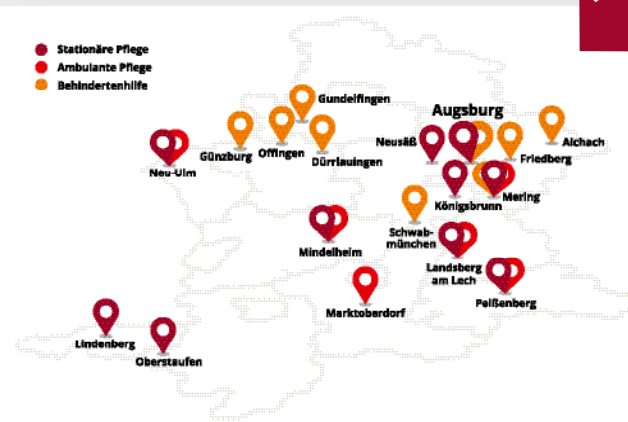 Stationäre Pflege
Ambulante Pflege
Behindertenhilfe
Gundelfingen
Augsburg
Neusäß
Aichach
Friedberg
Günzburg
Offingen
Dürrlauingen
Neu-Ulm
Mering
Königsbrunn
Schwab-
münchen
Mindelheim
Landsberg
am Lech
Peißenberg
Marktoberdorf
Lindenberg
Oberstaufen